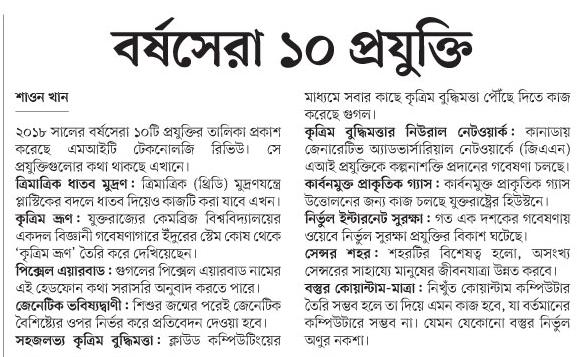 বর্ষসেরা ১০ প্রযুক্তি
শাওন খান
২০১৮ সালের বর্ষসেরা ১০টি প্রযুক্তির তালিকা প্রকাশ
করেছে এমআইটি টেকনোলজি রিভিউ। সে
প্রযুক্তিগুলোর কথা থাকছে এখানে।
ত্রিমাত্রিক ধাতব মুদ্রণ : ত্রিমাত্রিক (থ্রিডি) মুদ্রণযন্ত্রে
প্লাস্টিকের বদলে ধাতব দিয়েও কাজটি করা যাবে এখন।
কৃত্রিম ভ্রূণ : যুক্তরাজ্যের কেমব্রিজ বিশ্ববিদ্যালয়ের
একদল বিজ্ঞানী গবেষণাগারে ইঁদুরের স্টেম কোষ থেকে
‘কৃত্রিম ভ্রূণ’ তৈরি করে দেখিয়েছেন।
পিক্সেল এয়ারবাড : গুগলের পিক্সেল এয়ারবাড নামের
এই হেডফোন কথা সরাসরি অনুবাদ করতে পারে।
জেনেটিক ভবিষ্যদ্বাণী : শিশুর জন্মের পরেই জেনেটিক
বৈশিষ্ট্যের ওপর নির্ভর করে প্রতিবেদন দেওয়া হবে।
সহজলভ্য কৃত্রিম বুদ্ধিমত্তা : ক্লাউড কম্পিউটিংয়ের
মাধ্যমে সবার কাছে কৃত্রিম বুদ্ধিমত্তা পৌঁছে দিতে কাজ
করেছে গুগল।
কৃত্রিম বুদ্ধিমত্তার নিউরাল নেটওয়ার্ক : কানাডায়
জেনারেটিভ অ্যাডভার্সারিয়াল নেটওয়ার্কে (জিএএন)
এআই প্রযুক্তিকে কল্পনাশক্তি প্রদানের গবেষণা চলছে।
কার্বনমুক্ত প্রাকৃতিক গ্যাস : কার্বনমুক্ত প্রাকৃতিক গ্যাস
উত্তোলনের জন্য কাজ চলছে যুক্তরাষ্ট্রের হিউস্টনে।
নির্ভুল ইন্টারনেট সুরক্ষা : গত এক দশকের গবেষণায়
ওয়েবে নির্ভুল সুরক্ষা প্রযুক্তির বিকাশ ঘটেছে।
সেন্সর শহর : শহরটির বিশেষত্ব হলো, অসংখ্য
সেন্সরের সাহায্যে মানুষের জীবনযাত্রা উন্নত করবে।
বস্তুর কোয়ান্টাম-মাত্রা : নিখুঁত কোয়ান্টাম কম্পিউটার
তৈরি সম্ভব হলে তা দিয়ে এমন কাজ হবে, যা বর্তমানের
কম্পিউটারে সম্ভব না। যেমন যেকোনো বস্তুর নির্ভুল
অণুর নকশা।